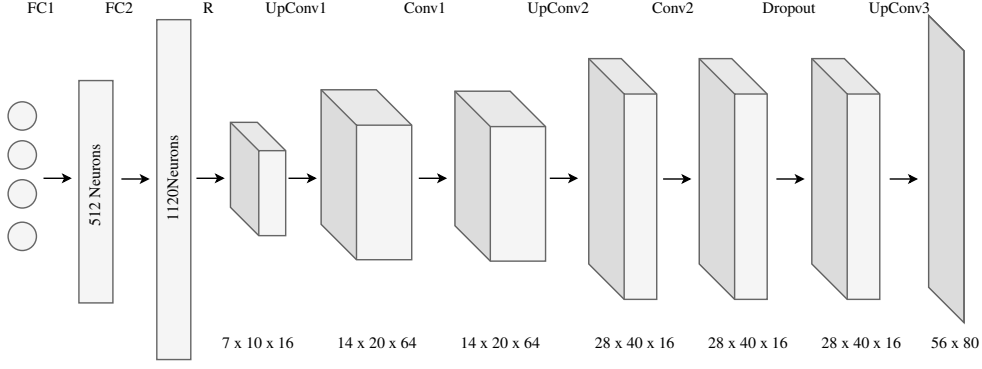 FC1 FC2 R UpConv1 Conv1 UpConv2 Conv2 Dropout UpConv3
512 Neurons
1120Neurons
7 x 10 x 16 14 x 20 x 64 14 x 20 x 64 28 x 40 x 16 28 x 40 x 16 28 x 40 x 16 56 x 80